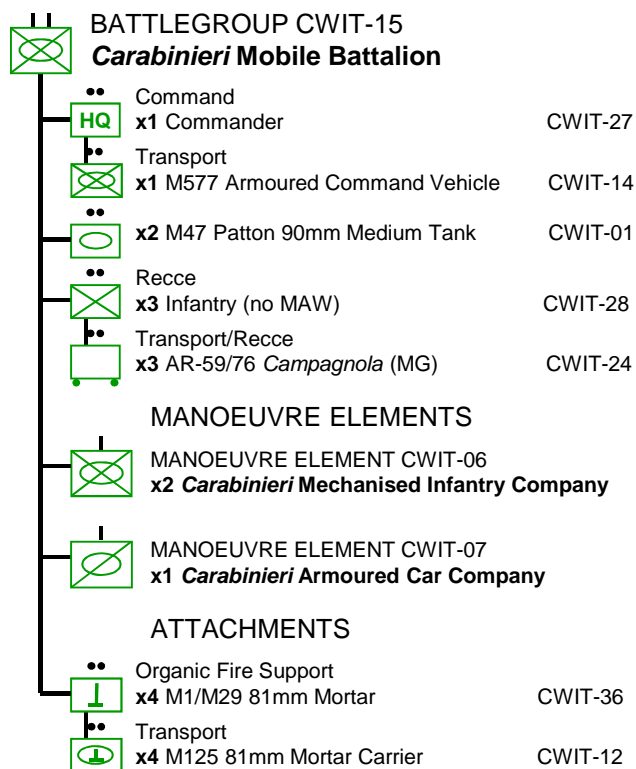 BATTLEGROUP CWIT-15
Carabinieri Mobile Battalion
Command
HQ x1 Commander CWIT-27
Transport
x1 M577 Armoured Command Vehicle CWIT-14
x2 M47 Patton 90mm Medium Tank CWIT-01
Recce
x3 Infantry (no MAW) CWIT-28
Transport/Recce
x3 AR-59/76 Campagnola (MG) CWIT-24
MANOEUVRE ELEMENTS
MANOEUVRE ELEMENT CWIT-06
x2 Carabinieri Mechanised Infantry Company
MANOEUVRE ELEMENT CWIT-07
x1 Carabinieri Armoured Car Company
ATTACHMENTS
Organic Fire Support
x4 M1/M29 81mm Mortar CWIT-36
Transport
x4 M125 81mm Mortar Carrier CWIT-12